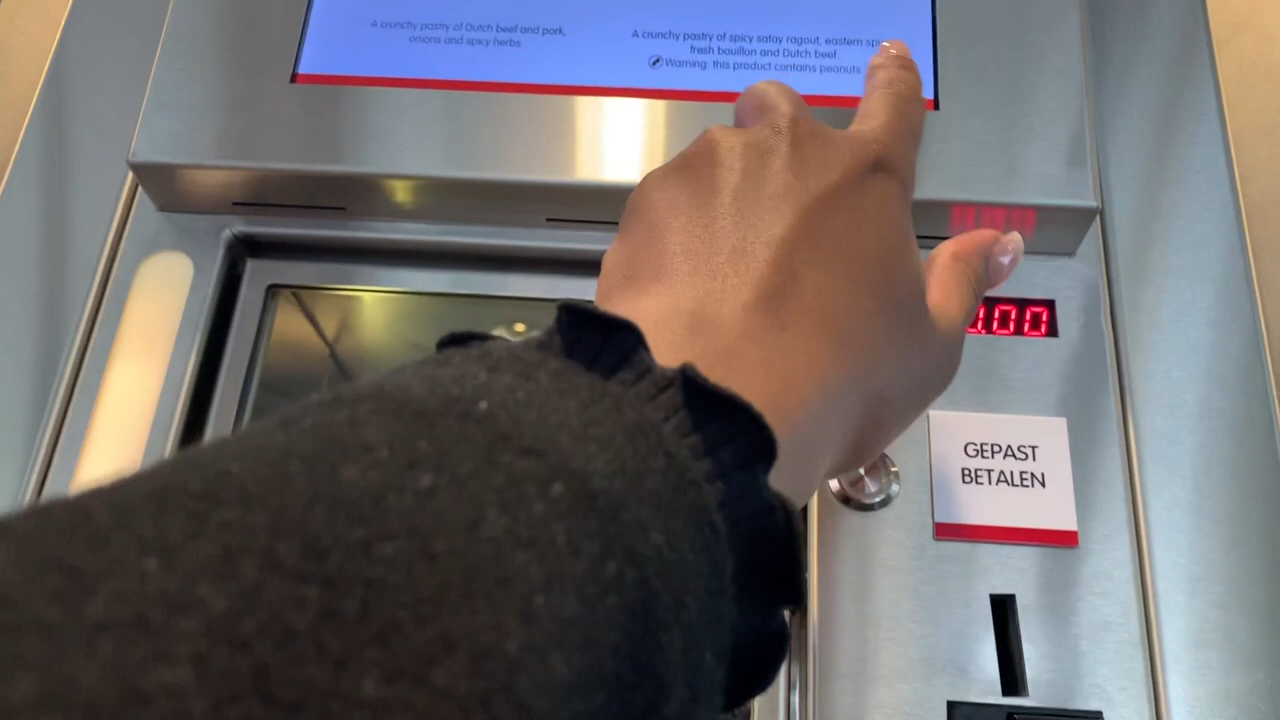 A crunchy pastry of Dutch beef and pork,
onions and spicy herbs
A crunchy pastry of spicy satay ragout, eastern
fresh bouillon and Dutch beef
Warning: this product contains peanuts
.00
GEPAST
BETALEN